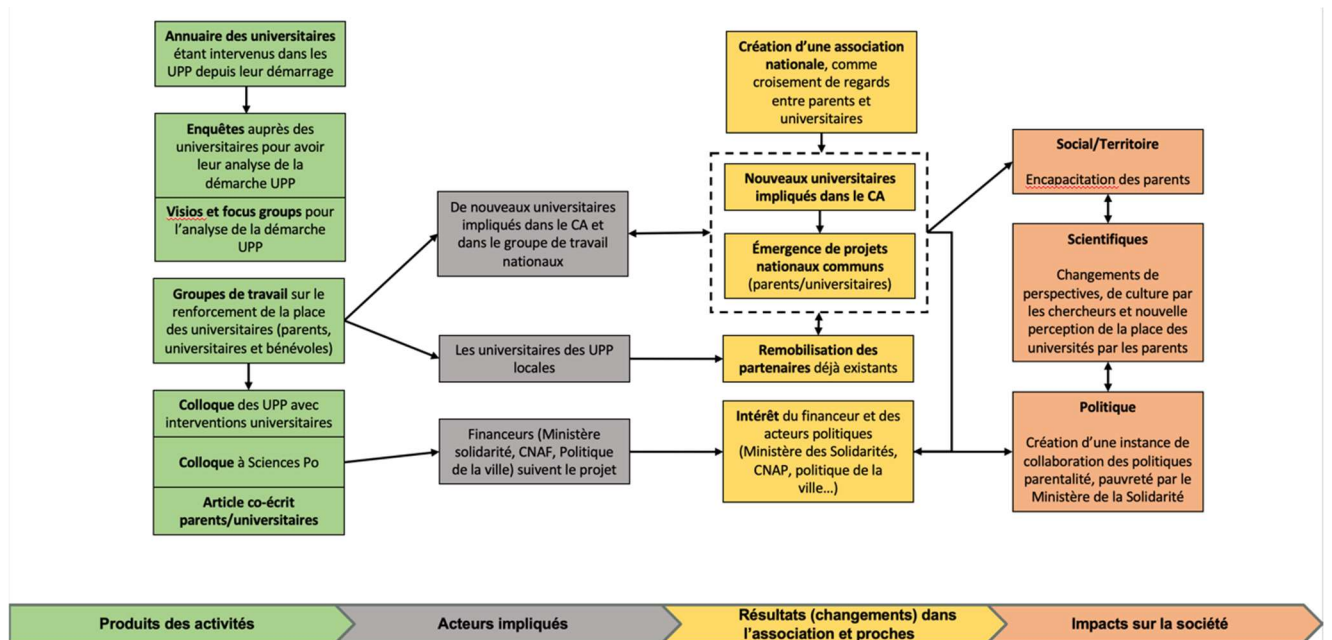 Annuaire des universitaires
étant intervenus dans les
UPP depuis leur démarrage
Enquêtes auprès des
universitaires pour avoir
leur analyse de la
démarche UPP
Visios et focus groups pour
l’analyse de la démarche
UPP
Groupes de travail sur le
renforcement de la place
des universitaires (parents,
universitaires et bénévoles)
Colloque des UPP avec
interventions universitaires
Colloque à Sciences Po
Article co-écrit
parents/universitaires
De nouveaux universitaires
impliqués dans le CA et
dans le groupe de travail
nationaux
Les universitaires des UPP
locales
Financeurs (Ministère
solidarité, CNAF, Politique
de la ville) suivent le projet
Création d’une association
nationale, comme
croisement de regards
entre parents et
universitaires
Nouveaux universitaires
impliqués dans le CA
Émergence de projets
nationaux communs
(parents/universitaires)
Remobilisation des
partenaires déjà existants
Intérêt du financeur et des
acteurs politiques
(Ministère des Solidarités,
CNAP, politique de la
ville…)
Social/Territoire
Encapacitation des parents
Scientifiques
Changements de
perspectives, de culture par
les chercheurs et nouvelle
perception de la place des
universités par les parents
Politique
Création d’une instance de
collaboration des politiques
parentalité, pauvreté par le
Ministère de la Solidarité
Produits des activités
Acteurs impliqués
Résultats (changements) dans
l’association et proches
Impacts sur la société